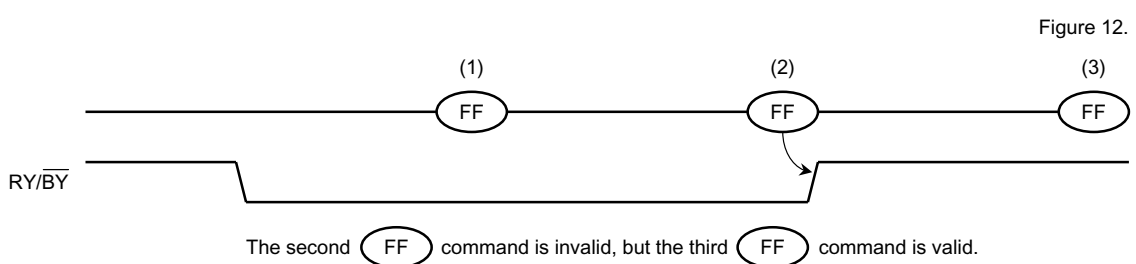 Figure 12.
(1) (2) (3)
FF FF FF
RY/B̅Y̅
The second FF command is invalid, but the third FF command is valid.